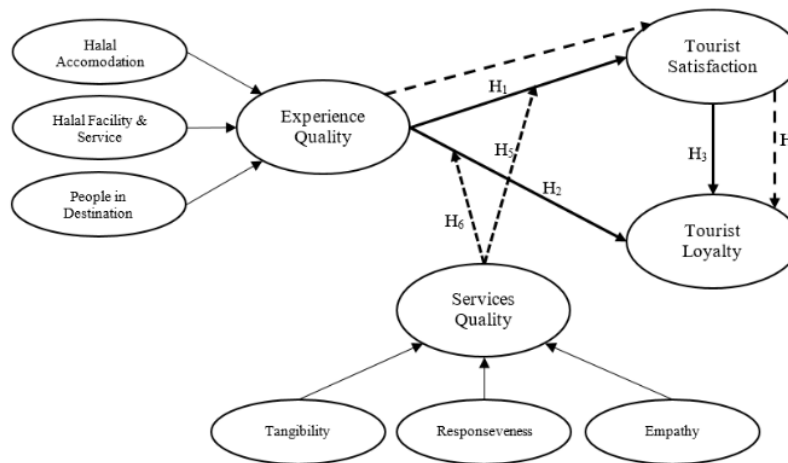 Halal
Accomodation
Halal Facility &
Service
People in
Destination
Experience
Quality
Tourist
Satisfaction
H₁
H₅
H₂
H₃
H
H₆
Tourist
Loyalty
Services
Quality
Tangibility
Responseveness
Empathy